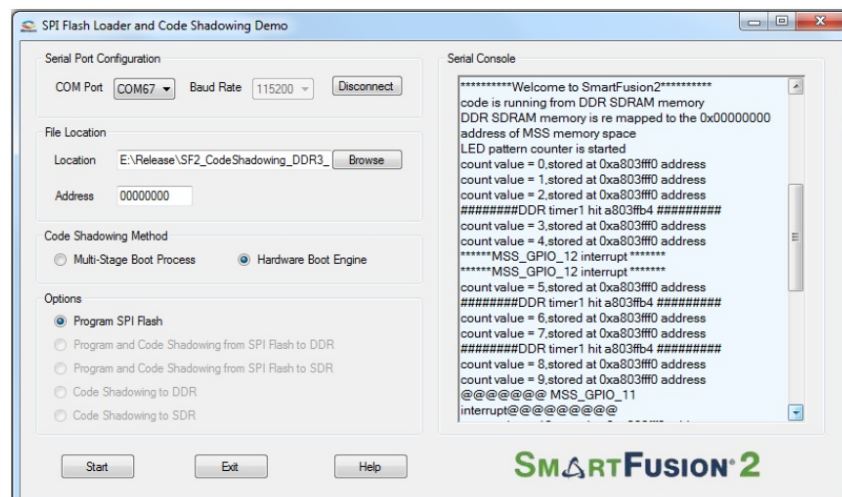 SPI Flash Loader and Code Shadowing Demo
Serial Port Configuration
COM Port COM67 Baud Rate 115200 Disconnect
File Location
Location E:\Release\SF2_CodeShadowing_DDR3_ Browse
Address 00000000
Code Shadowing Method
Multi-Stage Boot Process Hardware Boot Engine
Options
Program SPI Flash
Program and Code Shadowing from SPI Flash to DDR
Program and Code Shadowing from SPI Flash to SDR
Code Shadowing to DDR
Code Shadowing to SDR
Start Exit Help
Serial Console
**********Welcome to SmartFusion2**********
code is running from DDR SDRAM memory
DDR SDRAM memory is re mapped to the 0x00000000
address of MSS memory space
LED pattern counter is started
count value = 0,stored at 0xa803fff0 address
count value = 1,stored at 0xa803fff0 address
count value = 2,stored at 0xa803fff0 address
########DDR timer1 hit a803ffb4 #########
count value = 3,stored at 0xa803fff0 address
count value = 4,stored at 0xa803fff0 address
******MSS_GPIO_12 interrupt *******
******MSS_GPIO_12 interrupt *******
count value = 5,stored at 0xa803fff0 address
########DDR timer1 hit a803ffb4 #########
count value = 6,stored at 0xa803fff0 address
count value = 7,stored at 0xa803fff0 address
########DDR timer1 hit a803ffb4 #########
count value = 8,stored at 0xa803fff0 address
count value = 9,stored at 0xa803fff0 address
@@@@@@@ MSS_GPIO_11
interrupt@@@@@@@@@
SMARTFUSION® 2